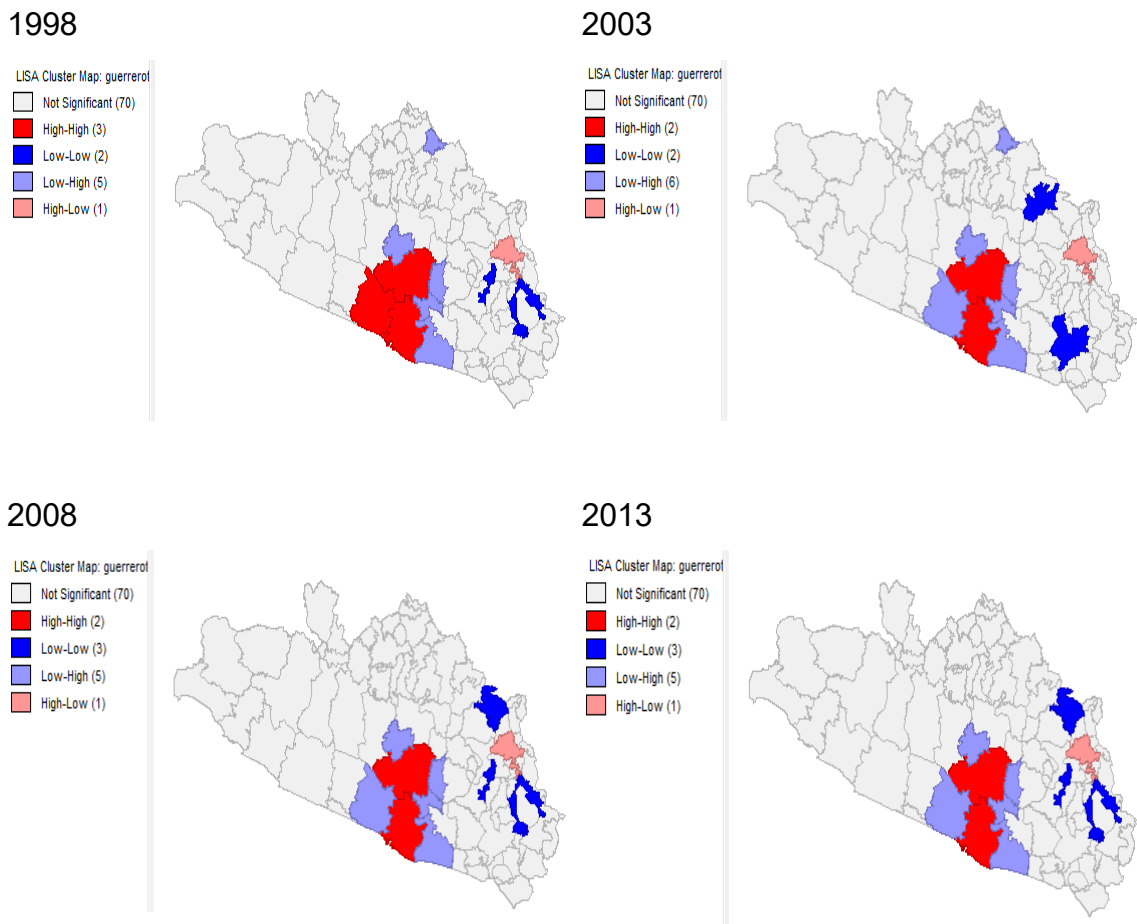 1998
LISA Cluster Map: guerrerof
Not Significant (70)
High-High (3)
Low-Low (2)
Low-High (5)
High-Low (1)
2003
LISA Cluster Map: guerrerof
Not Significant (70)
High-High (2)
Low-Low (2)
Low-High (6)
High-Low (1)
2008
LISA Cluster Map: guerrerof
Not Significant (70)
High-High (2)
Low-Low (3)
Low-High (5)
High-Low (1)
2013
LISA Cluster Map: guerrerof
Not Significant (70)
High-High (2)
Low-Low (3)
Low-High (5)
High-Low (1)